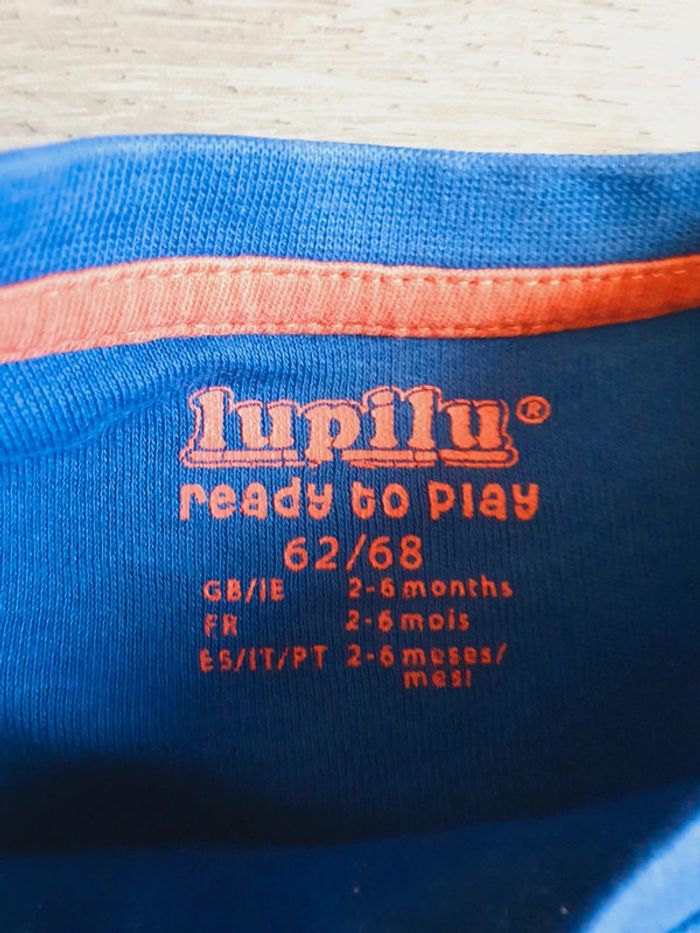 lupilu®
ready to play
62/68
GB/IE 2-6 months
FR 2-6 mois
ES/IT/PT 2-6 meses/
mesi